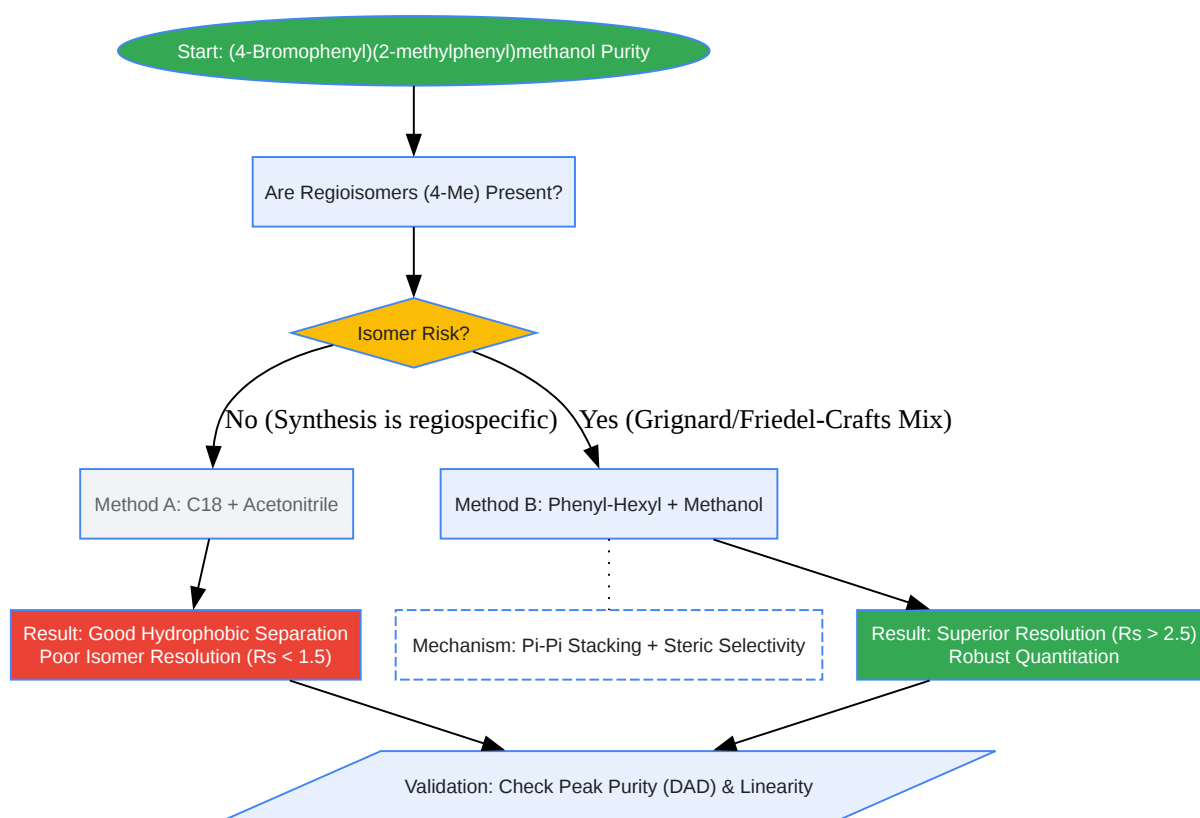 Start: (4-Bromophenyl)(2-methylphenyl)methanol Purity
Are Regioisomers (4-Me) Present?
Isomer Risk?
No (Synthesis is regiospecific)
Yes (Grignard/Friedel-Crafts Mix)
Method A: C18 + Acetonitrile
Method B: Phenyl-Hexyl + Methanol
Result: Good Hydrophobic Separation
Poor Isomer Resolution (Rs < 1.5)
Mechanism: Pi-Pi Stacking + Steric Selectivity
Result: Superior Resolution (Rs > 2.5)
Robust Quantitation
Validation: Check Peak Purity (DAD) & Linearity